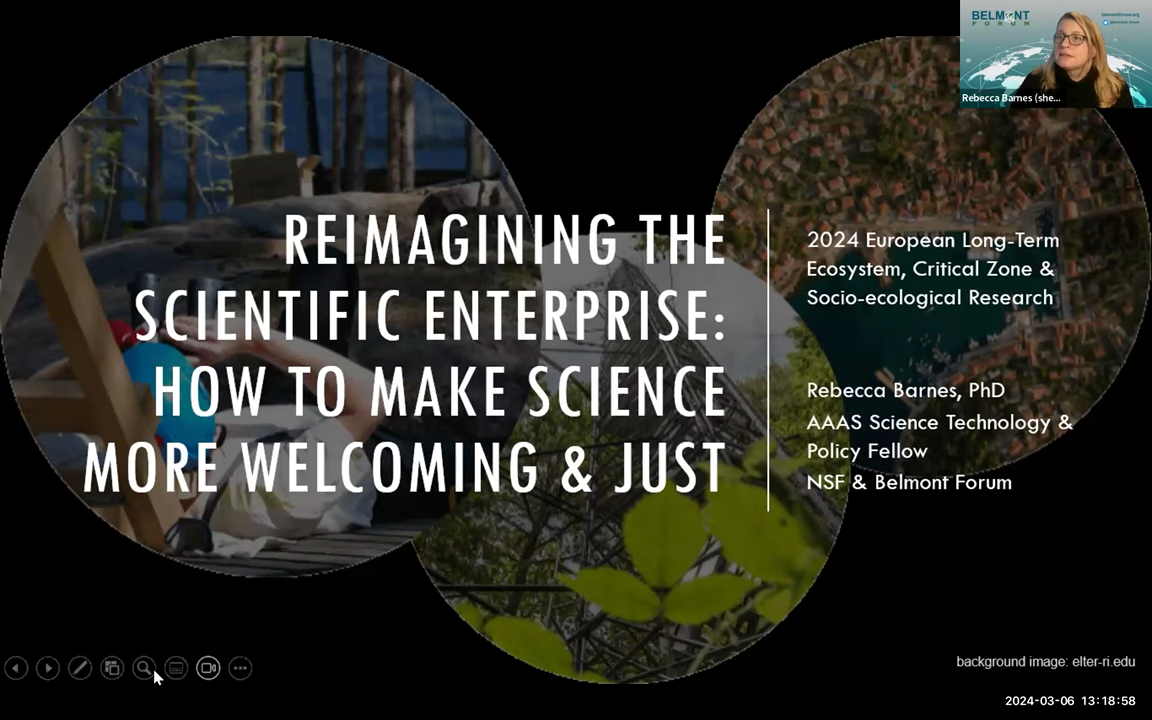 BELMONT
FORUM
Rebecca Barnes (she...
REIMAGINING THE
SCIENTIFIC ENTERPRISE:
HOW TO MAKE SCIENCE
MORE WELCOMING & JUST
2024 European Long-Term
Ecosystem, Critical Zone &
Socio-ecological Research
Rebecca Barnes, PhD
AAAS Science Technology &
Policy Fellow
NSF & Belmont Forum
background image: elter-ri.edu
2024-03-06 13:18:58